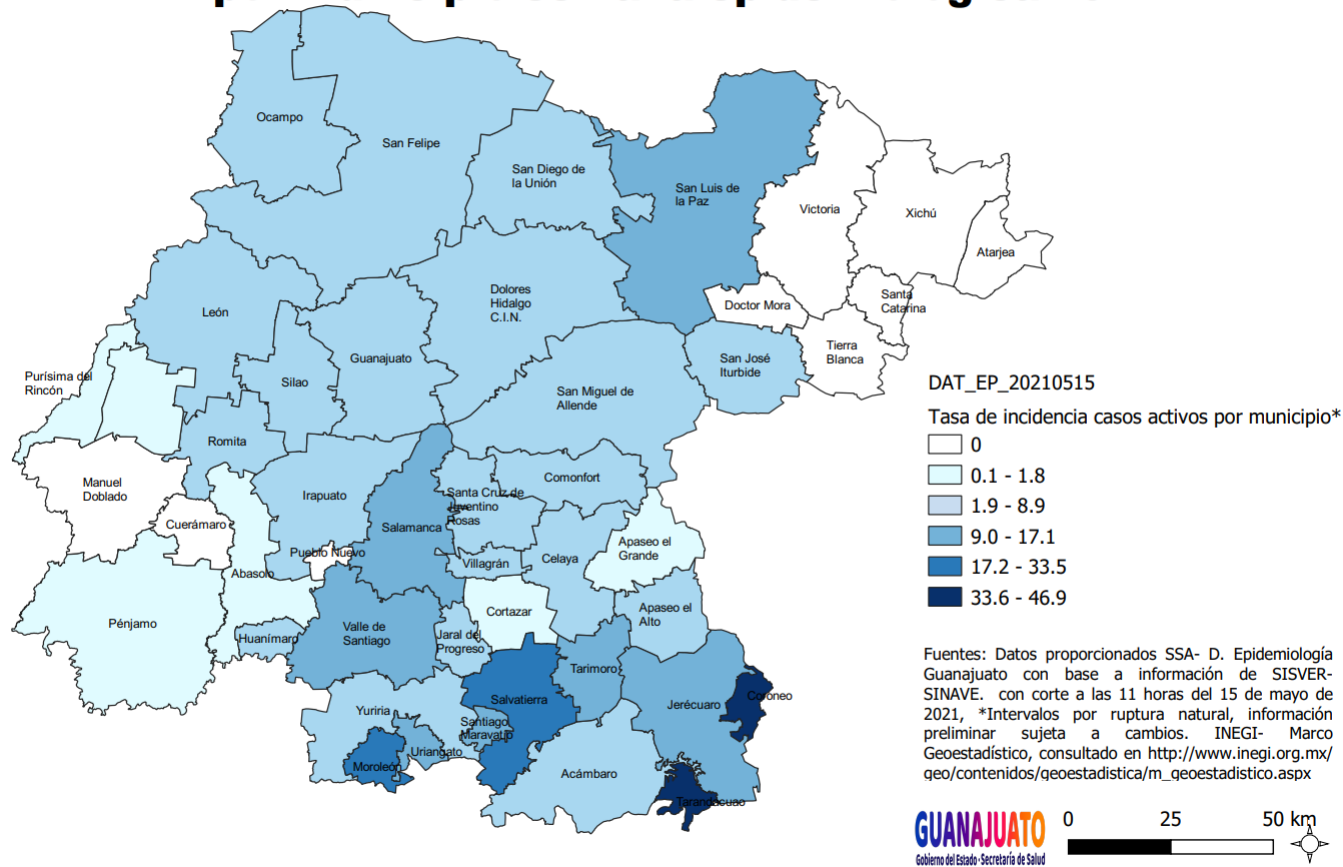 Ocampo
San Felipe
San Diego de
la Unión
San Luis de
la Paz
Victoria
Xichú
Atarjea
León
Dolores
Hidalgo
C.I.N.
Doctor Mora
Santa
Catarina
Tierra
Blanca
Purísima del
Rincón
Silao
Guanajuato
San Miguel de
Allende
San José
Iturbide
Romita
Manuel
Doblado
Cuerámaro
Irapuato
Salamanca
Santa Cruz de
Juventino
Rosas
Comonfort
Pueblo Nuevo
Abasolo
Villagrán
Celaya
Apaseo el
Grande
Pénjamo
Huanímaro
Valle de
Santiago
Jaral del
Progreso
Cortazar
Apaseo el
Alto
Tarimoro
Jerécuaro
Coroneo
Yuriria
Salvatierra
Santiago
Maravatío
Uriangato
Moroleón
Acámbaro
Tarandacuao
DAT_EP_20210515
Tasa de incidencia casos activos por municipio*
0
0.1 - 1.8
1.9 - 8.9
9.0 - 17.1
17.2 - 33.5
33.6 - 46.9
Fuentes: Datos proporcionados SSA- D. Epidemiología
Guanajuato con base a información de SISVER-
SINAVE. con corte a las 11 horas del 15 de mayo de
2021, *Intervalos por ruptura natural, información
preliminar sujeta a cambios. INEGI- Marco
Geoestadístico, consultado en http://www.inegi.org.mx/
geo/contenidos/geoestadistica/m_geoestadistico.aspx
GUANAJUATO
Gobierno del Estado · Secretaría de Salud
0 25 50 km